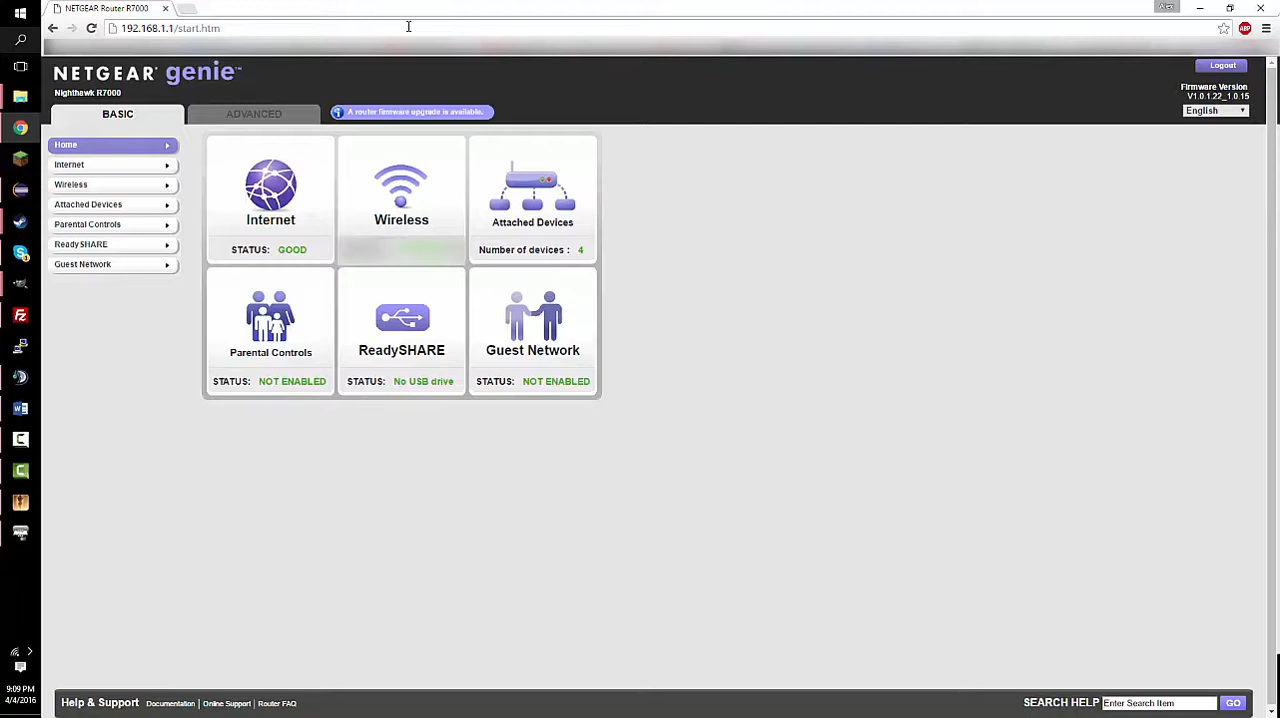 NETGEAR Router R7000
Alex
192.168.1.1/start.htm
ABP
NETGEAR® genie™
Nighthawk R7000
Logout
Firmware Version
V1.0.1.22_1.0.15
English
BASIC
ADVANCED
A router firmware upgrade is available.
Home
Internet
Wireless
Attached Devices
Parental Controls
ReadySHARE
Guest Network
Internet
STATUS: GOOD
Wireless
Attached Devices
Number of devices : 4
Parental Controls
STATUS: NOT ENABLED
ReadySHARE
STATUS: No USB drive
Guest Network
STATUS: NOT ENABLED
9:09 PM
4/4/2016
Help & Support Documentation | Online Support | Router FAQ
SEARCH HELP Enter Search Item GO